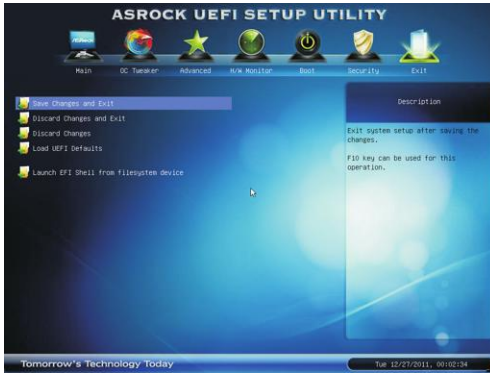 ASROCK UEFI SETUP UTILITY
Main OC Tweaker Advanced H/W Monitor Boot Security Exit
Save Changes and Exit
Discard Changes and Exit
Discard Changes
Load UEFI Defaults
Launch EFI Shell from filesystem device
Description
Exit system setup after saving the
changes.
F10 key can be used for this
operation.
Tomorrow's Technology Today
Tue 12/27/2011, 00:02:34